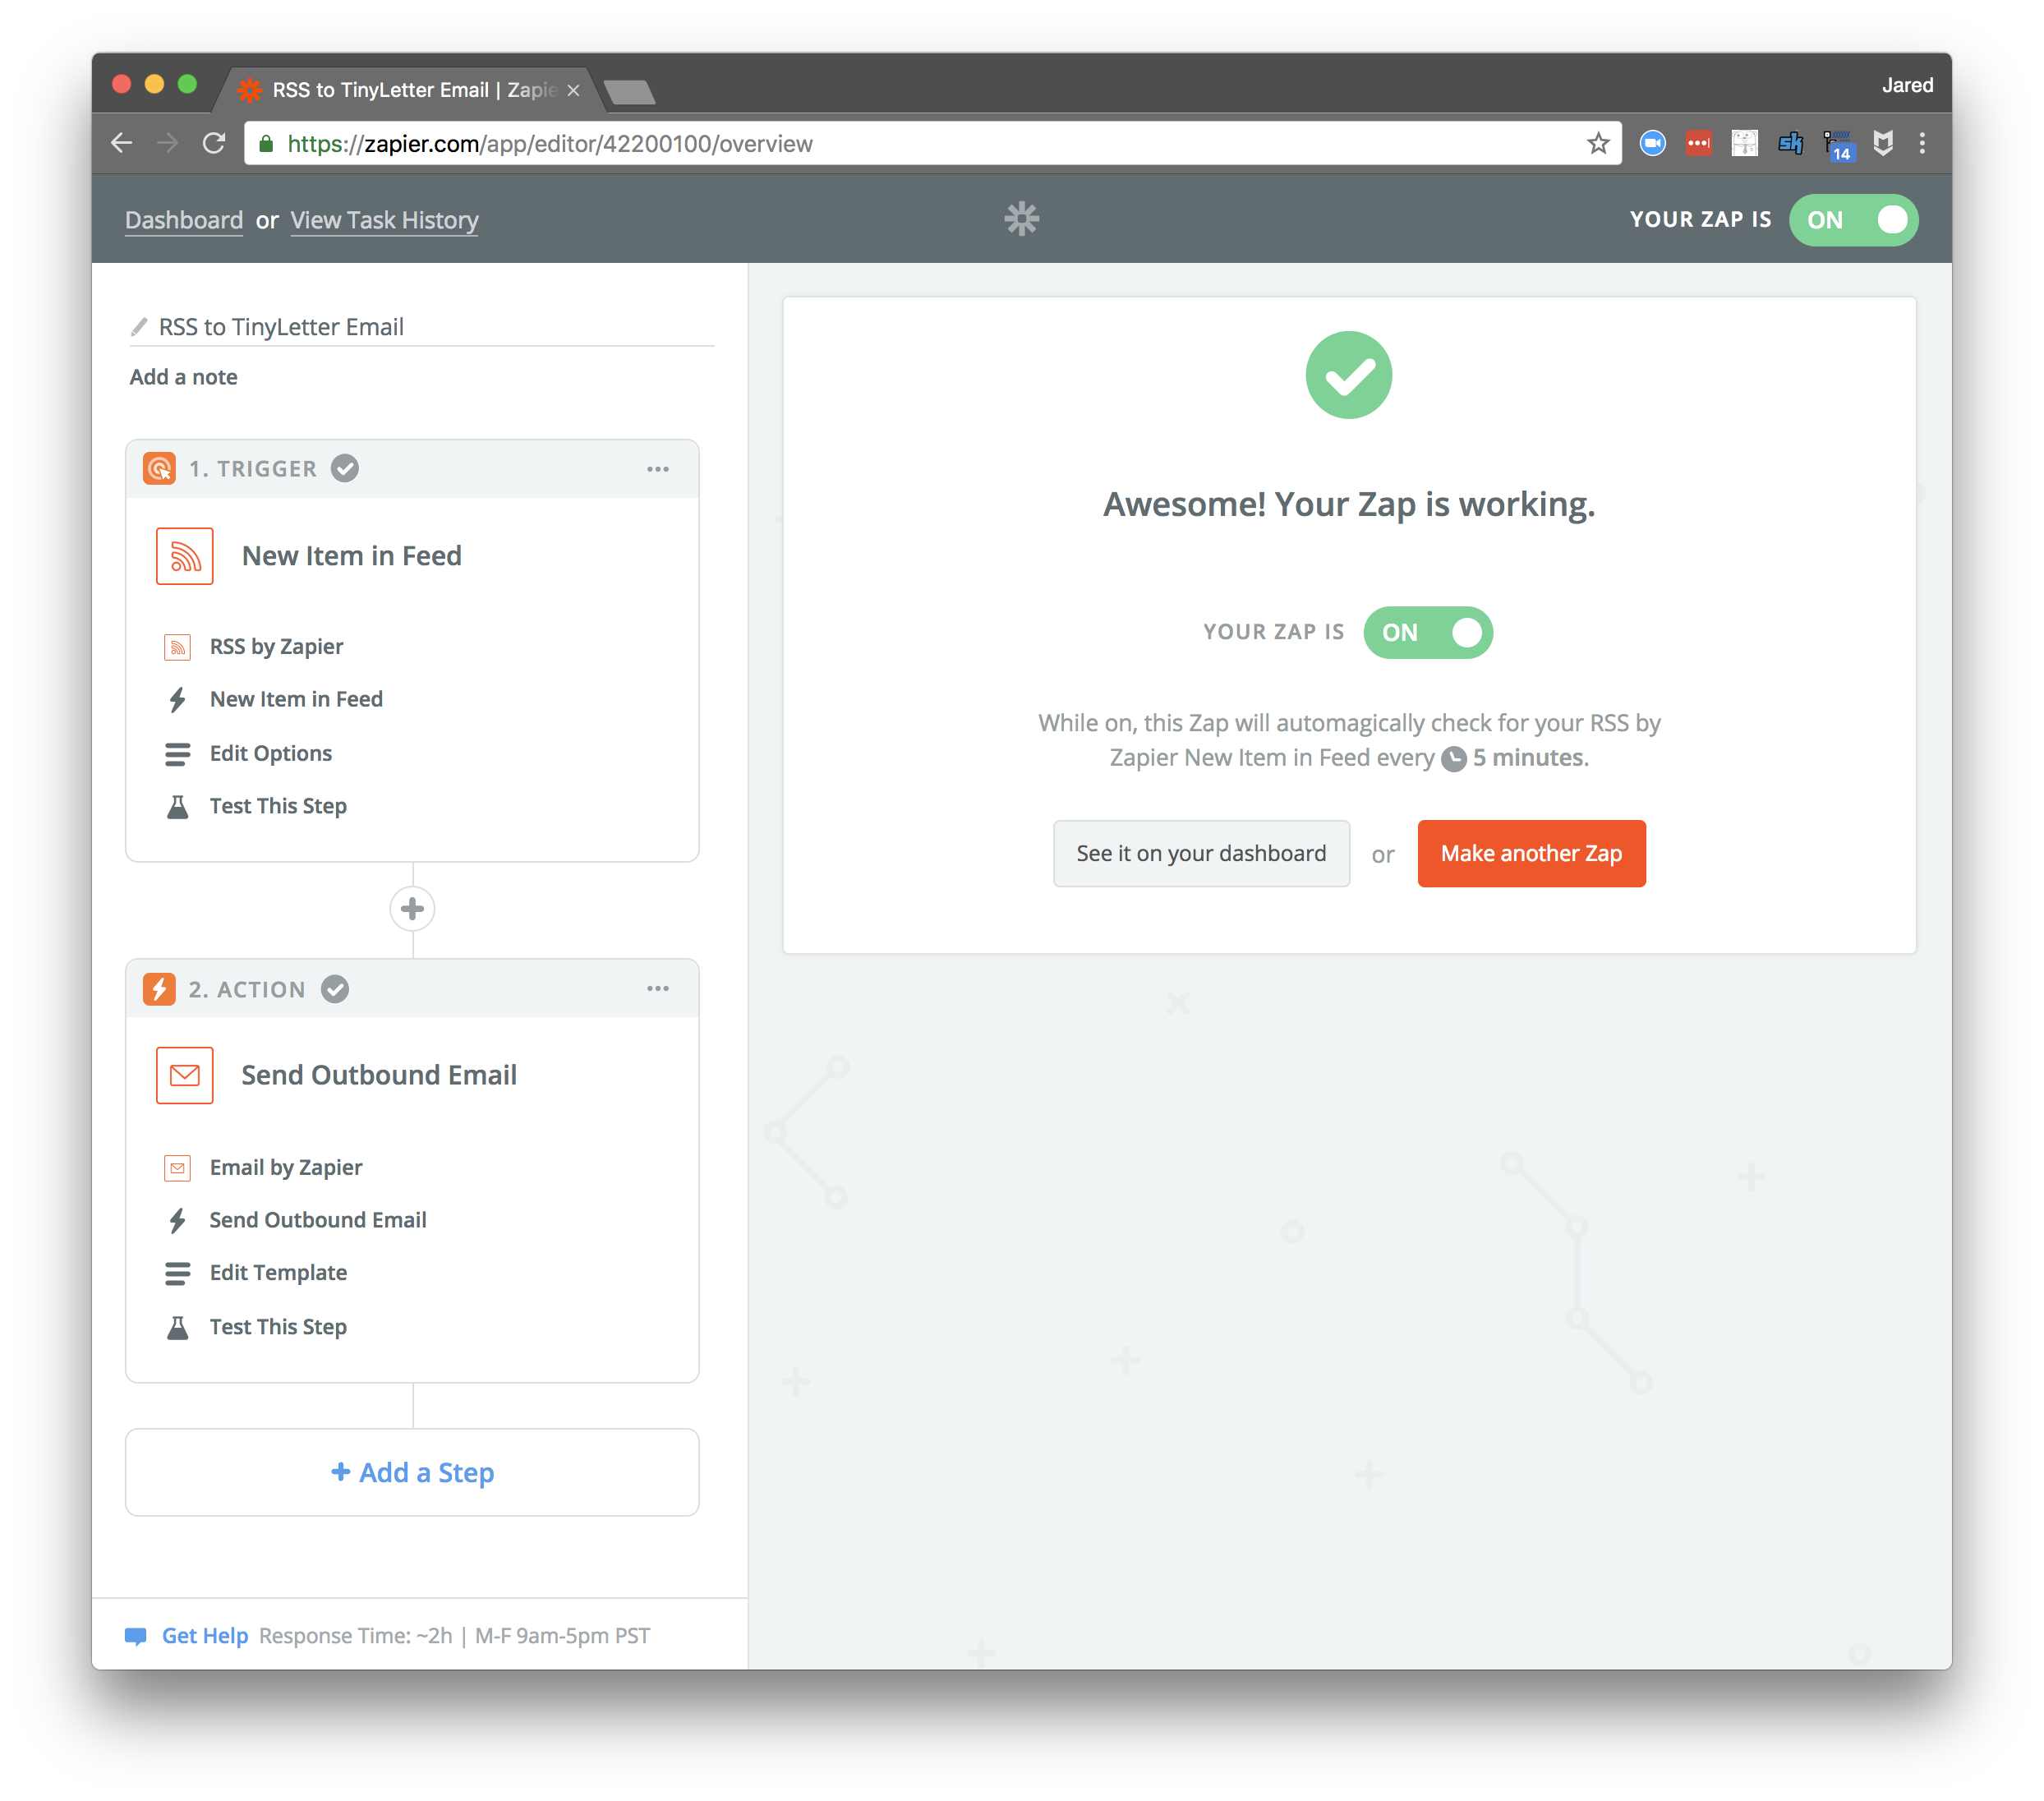 RSS to TinyLetter Email | Zapie
Jared
https://zapier.com/app/editor/42200100/overview
sk
14
Dashboard or View Task History
YOUR ZAP IS ON
RSS to TinyLetter Email
Add a note
1. TRIGGER
New Item in Feed
RSS by Zapier
New Item in Feed
Edit Options
Test This Step
2. ACTION
Send Outbound Email
Email by Zapier
Send Outbound Email
Edit Template
Test This Step
+ Add a Step
Get Help Response Time: ~2h | M-F 9am-5pm PST
Awesome! Your Zap is working.
YOUR ZAP IS ON
While on, this Zap will automagically check for your RSS by
Zapier New Item in Feed every 5 minutes.
See it on your dashboard or Make another Zap